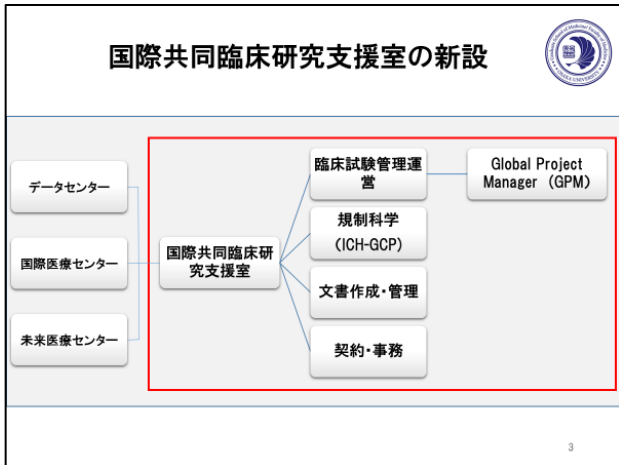 国際共同臨床研究支援室の新設
データセンター
国際医療センター
未来医療センター
国際共同臨床研
究支援室
臨床試験管理運
営
規制科学
(ICH-GCP)
文書作成・管理
契約・事務
Global Project
Manager (GPM)
3